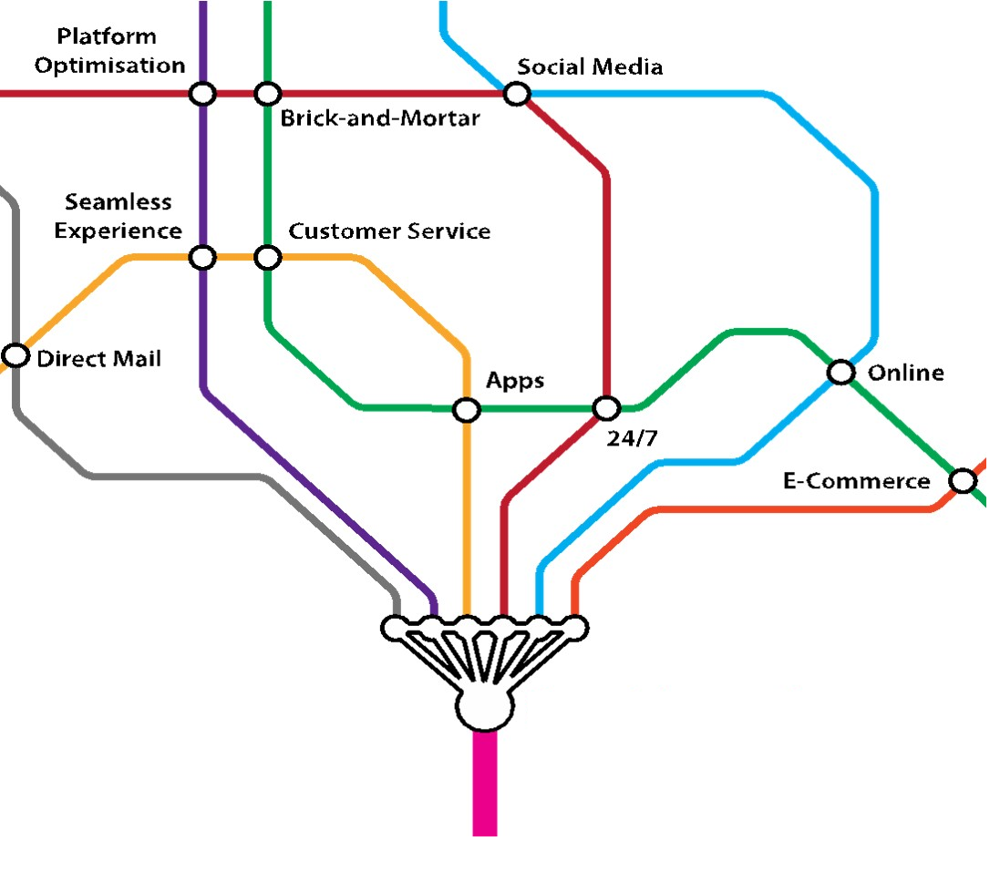 Platform
Optimisation
Social Media
Brick-and-Mortar
Seamless
Experience
Customer Service
Direct Mail
Apps
Online
24/7
E-Commerce